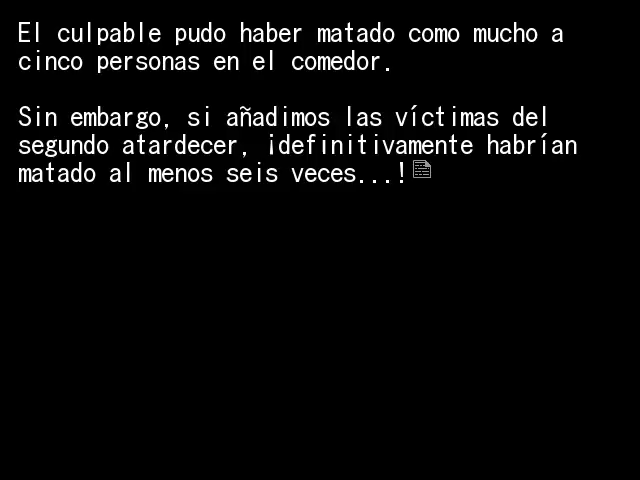 El culpable pudo haber matado como mucho a
cinco personas en el comedor.
Sin embargo, si añadimos las víctimas del
segundo atardecer, ¡definitivamente habrían
matado al menos seis veces...!